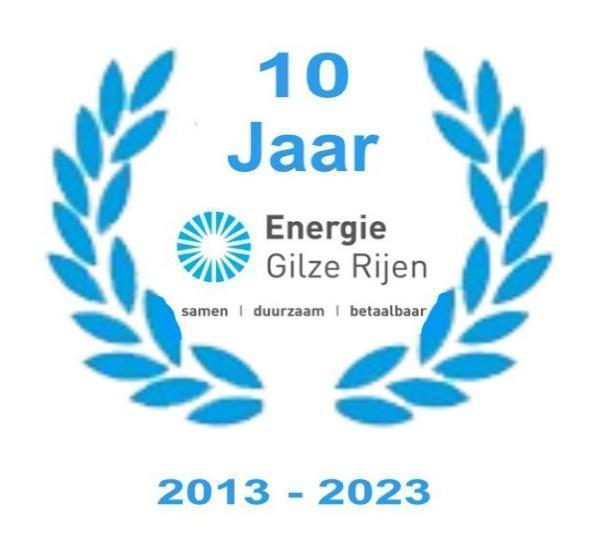 10
Jaar
Energie
Gilze Rijen
samen | duurzaam | betaalbaar
2013 - 2023